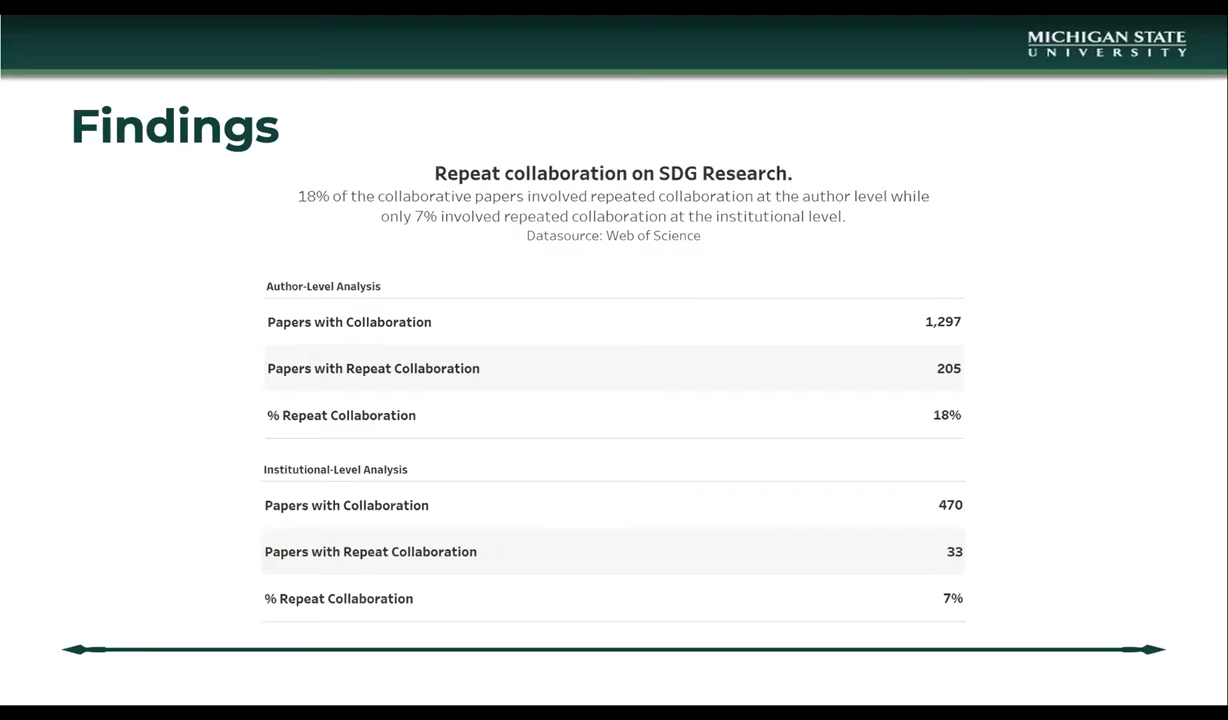 MICHIGAN STATE
UNIVERSITY
Findings
Repeat collaboration on SDG Research.
18% of the collaborative papers involved repeated collaboration at the author level while
only 7% involved repeated collaboration at the institutional level.
Datasource: Web of Science
Author-Level Analysis
Papers with Collaboration 1,297
Papers with Repeat Collaboration 205
% Repeat Collaboration 18%
Institutional-Level Analysis
Papers with Collaboration 470
Papers with Repeat Collaboration 33
% Repeat Collaboration 7%